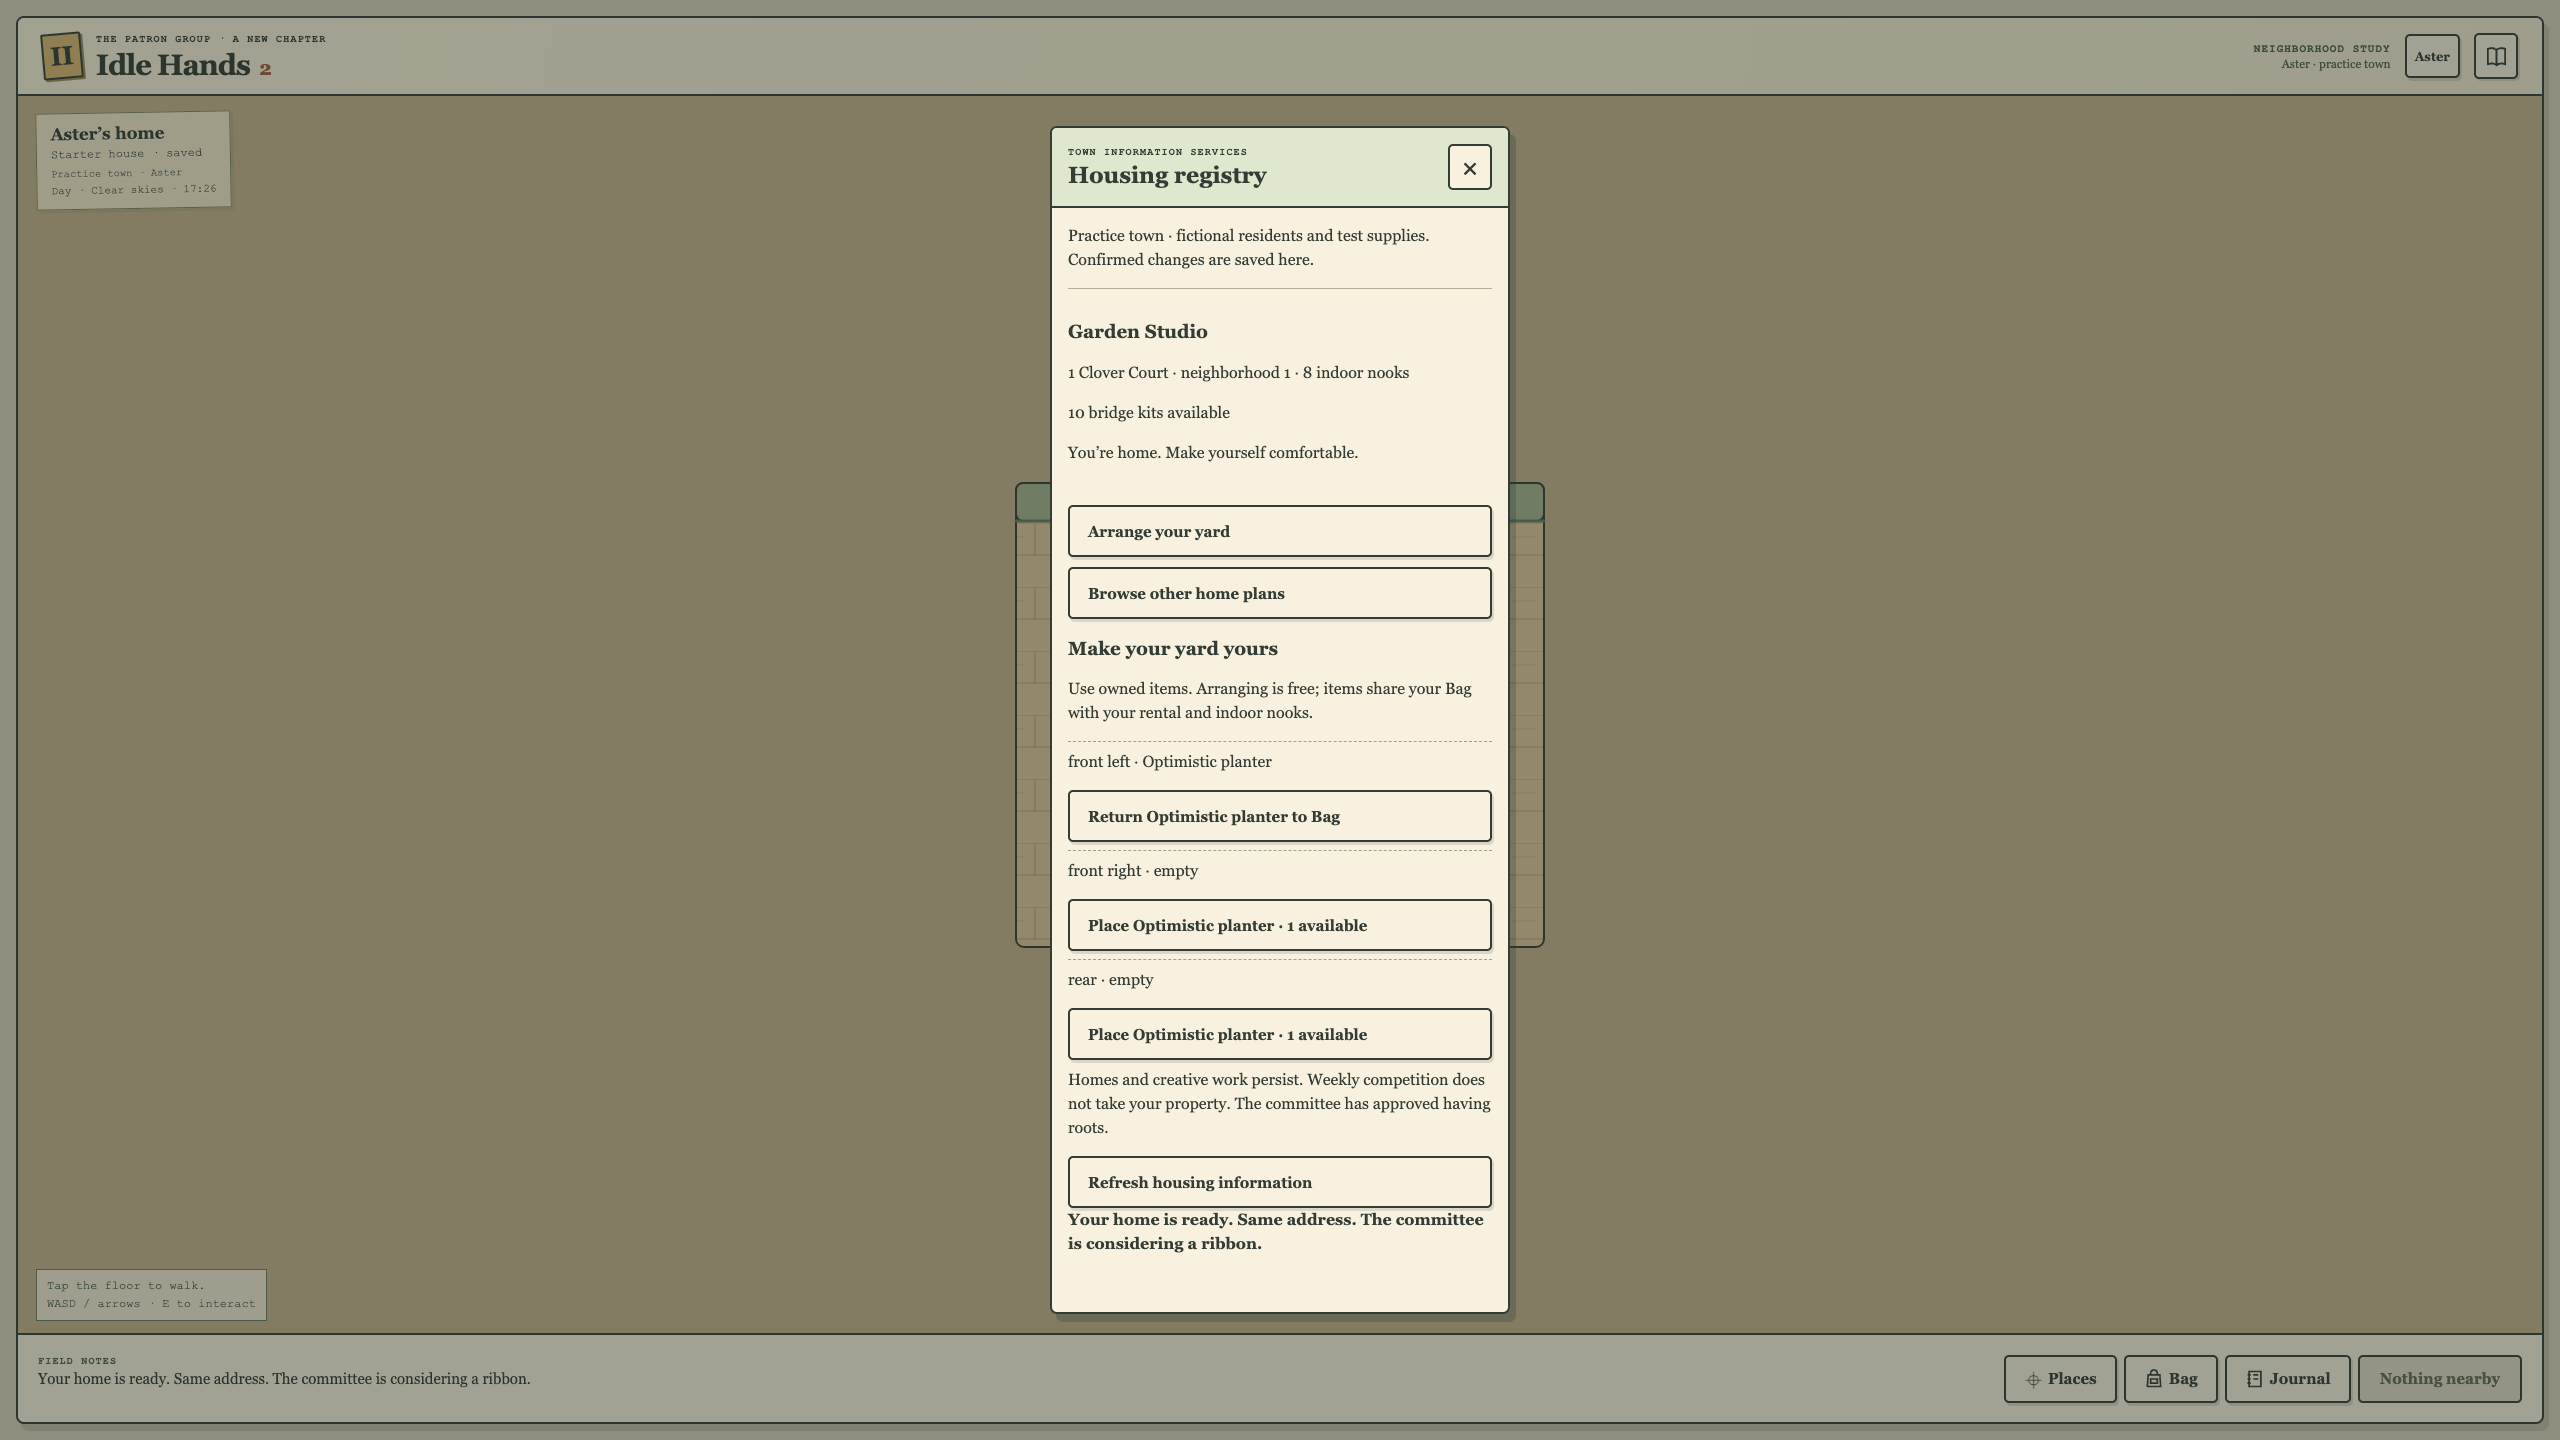 THE PATRON GROUP · A NEW CHAPTER
II
Idle Hands 2
NEIGHBORHOOD STUDY
Aster · practice town
Aster
Aster’s home
Starter house · saved
Practice town · Aster
Day · Clear skies · 17:26
TOWN INFORMATION SERVICES
Housing registry
Practice town · fictional residents and test supplies.
Confirmed changes are saved here.
Garden Studio
1 Clover Court · neighborhood 1 · 8 indoor nooks
10 bridge kits available
You’re home. Make yourself comfortable.
Arrange your yard
Browse other home plans
Make your yard yours
Use owned items. Arranging is free; items share your Bag
with your rental and indoor nooks.
front left · Optimistic planter
Return Optimistic planter to Bag
front right · empty
Place Optimistic planter · 1 available
rear · empty
Place Optimistic planter · 1 available
Homes and creative work persist. Weekly competition does
not take your property. The committee has approved having
roots.
Refresh housing information
Your home is ready. Same address. The committee
is considering a ribbon.
Tap the floor to walk.
WASD / arrows · E to interact
FIELD NOTES
Your home is ready. Same address. The committee is considering a ribbon.
Places
Bag
Journal
Nothing nearby